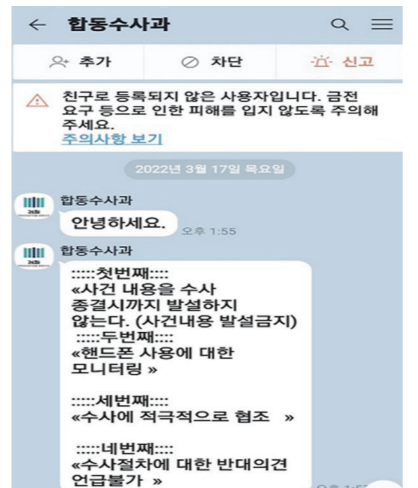 합동수사과
추가
차단
신고
친구로 등록되지 않은 사용자입니다. 금전
요구 등으로 인한 피해를 입지 않도록 주의해
주세요.
주의사항 보기
2022년 3월 17일 목요일
합동수사과
안녕하세요.
오후 1:55
합동수사과
:::::첫번째::::
«사건 내용을 수사
종결시까지 발설하지
않는다. (사건내용 발설금지)
:::::두번째::::
«핸드폰 사용에 대한
모니터링 »
:::::세번째::::
«수사에 적극적으로 협조 »
:::::네번째::::
«수사절차에 대한 반대의견
언급불가 »